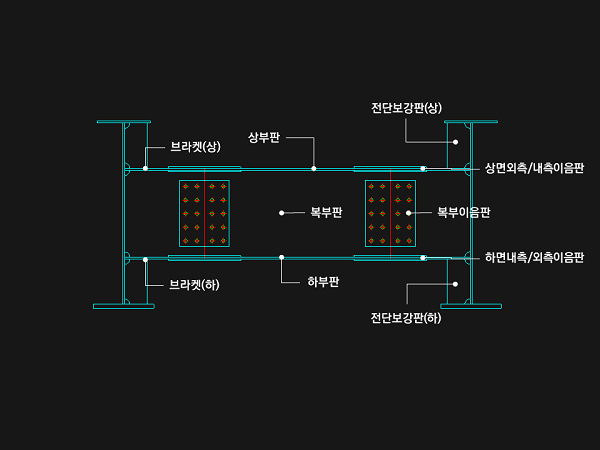 전단보강판(상)
상부판
브라켓(상)
상면외측/내측이음판
복부판
복부이음판
하면내측/외측이음판
브라켓(하)
하부판
전단보강판(하)